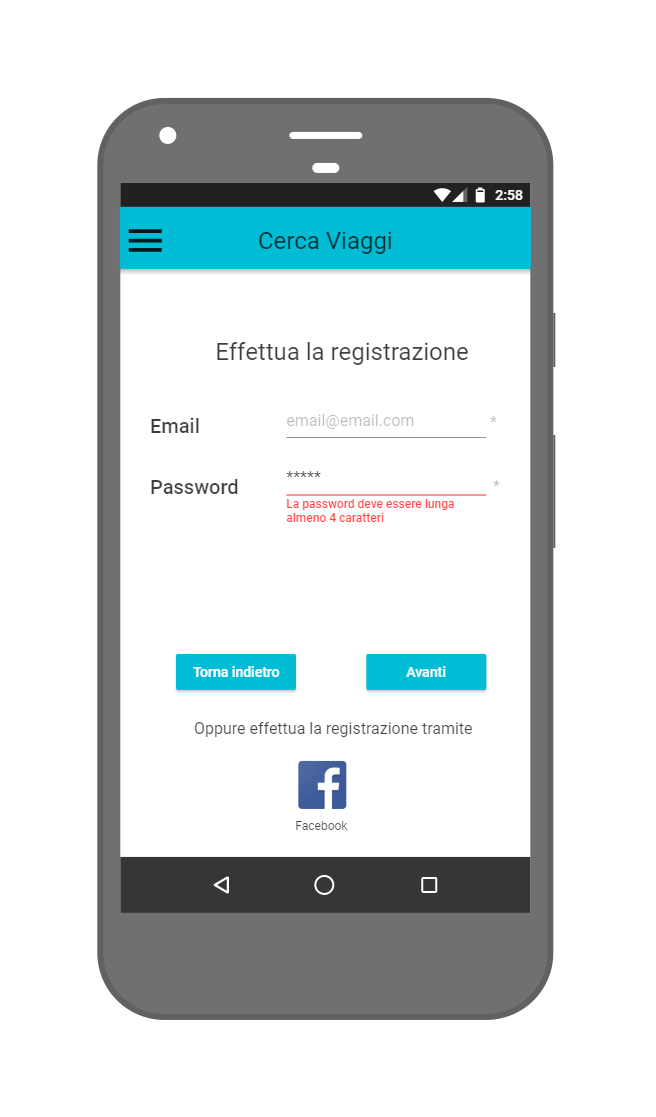 2:58
Cerca Viaggi
Effettua la registrazione
Email
email@email.com *
Password
***** *
La password deve essere lunga
almeno 4 caratteri
Torna indietro
Avanti
Oppure effettua la registrazione tramite
f
Facebook